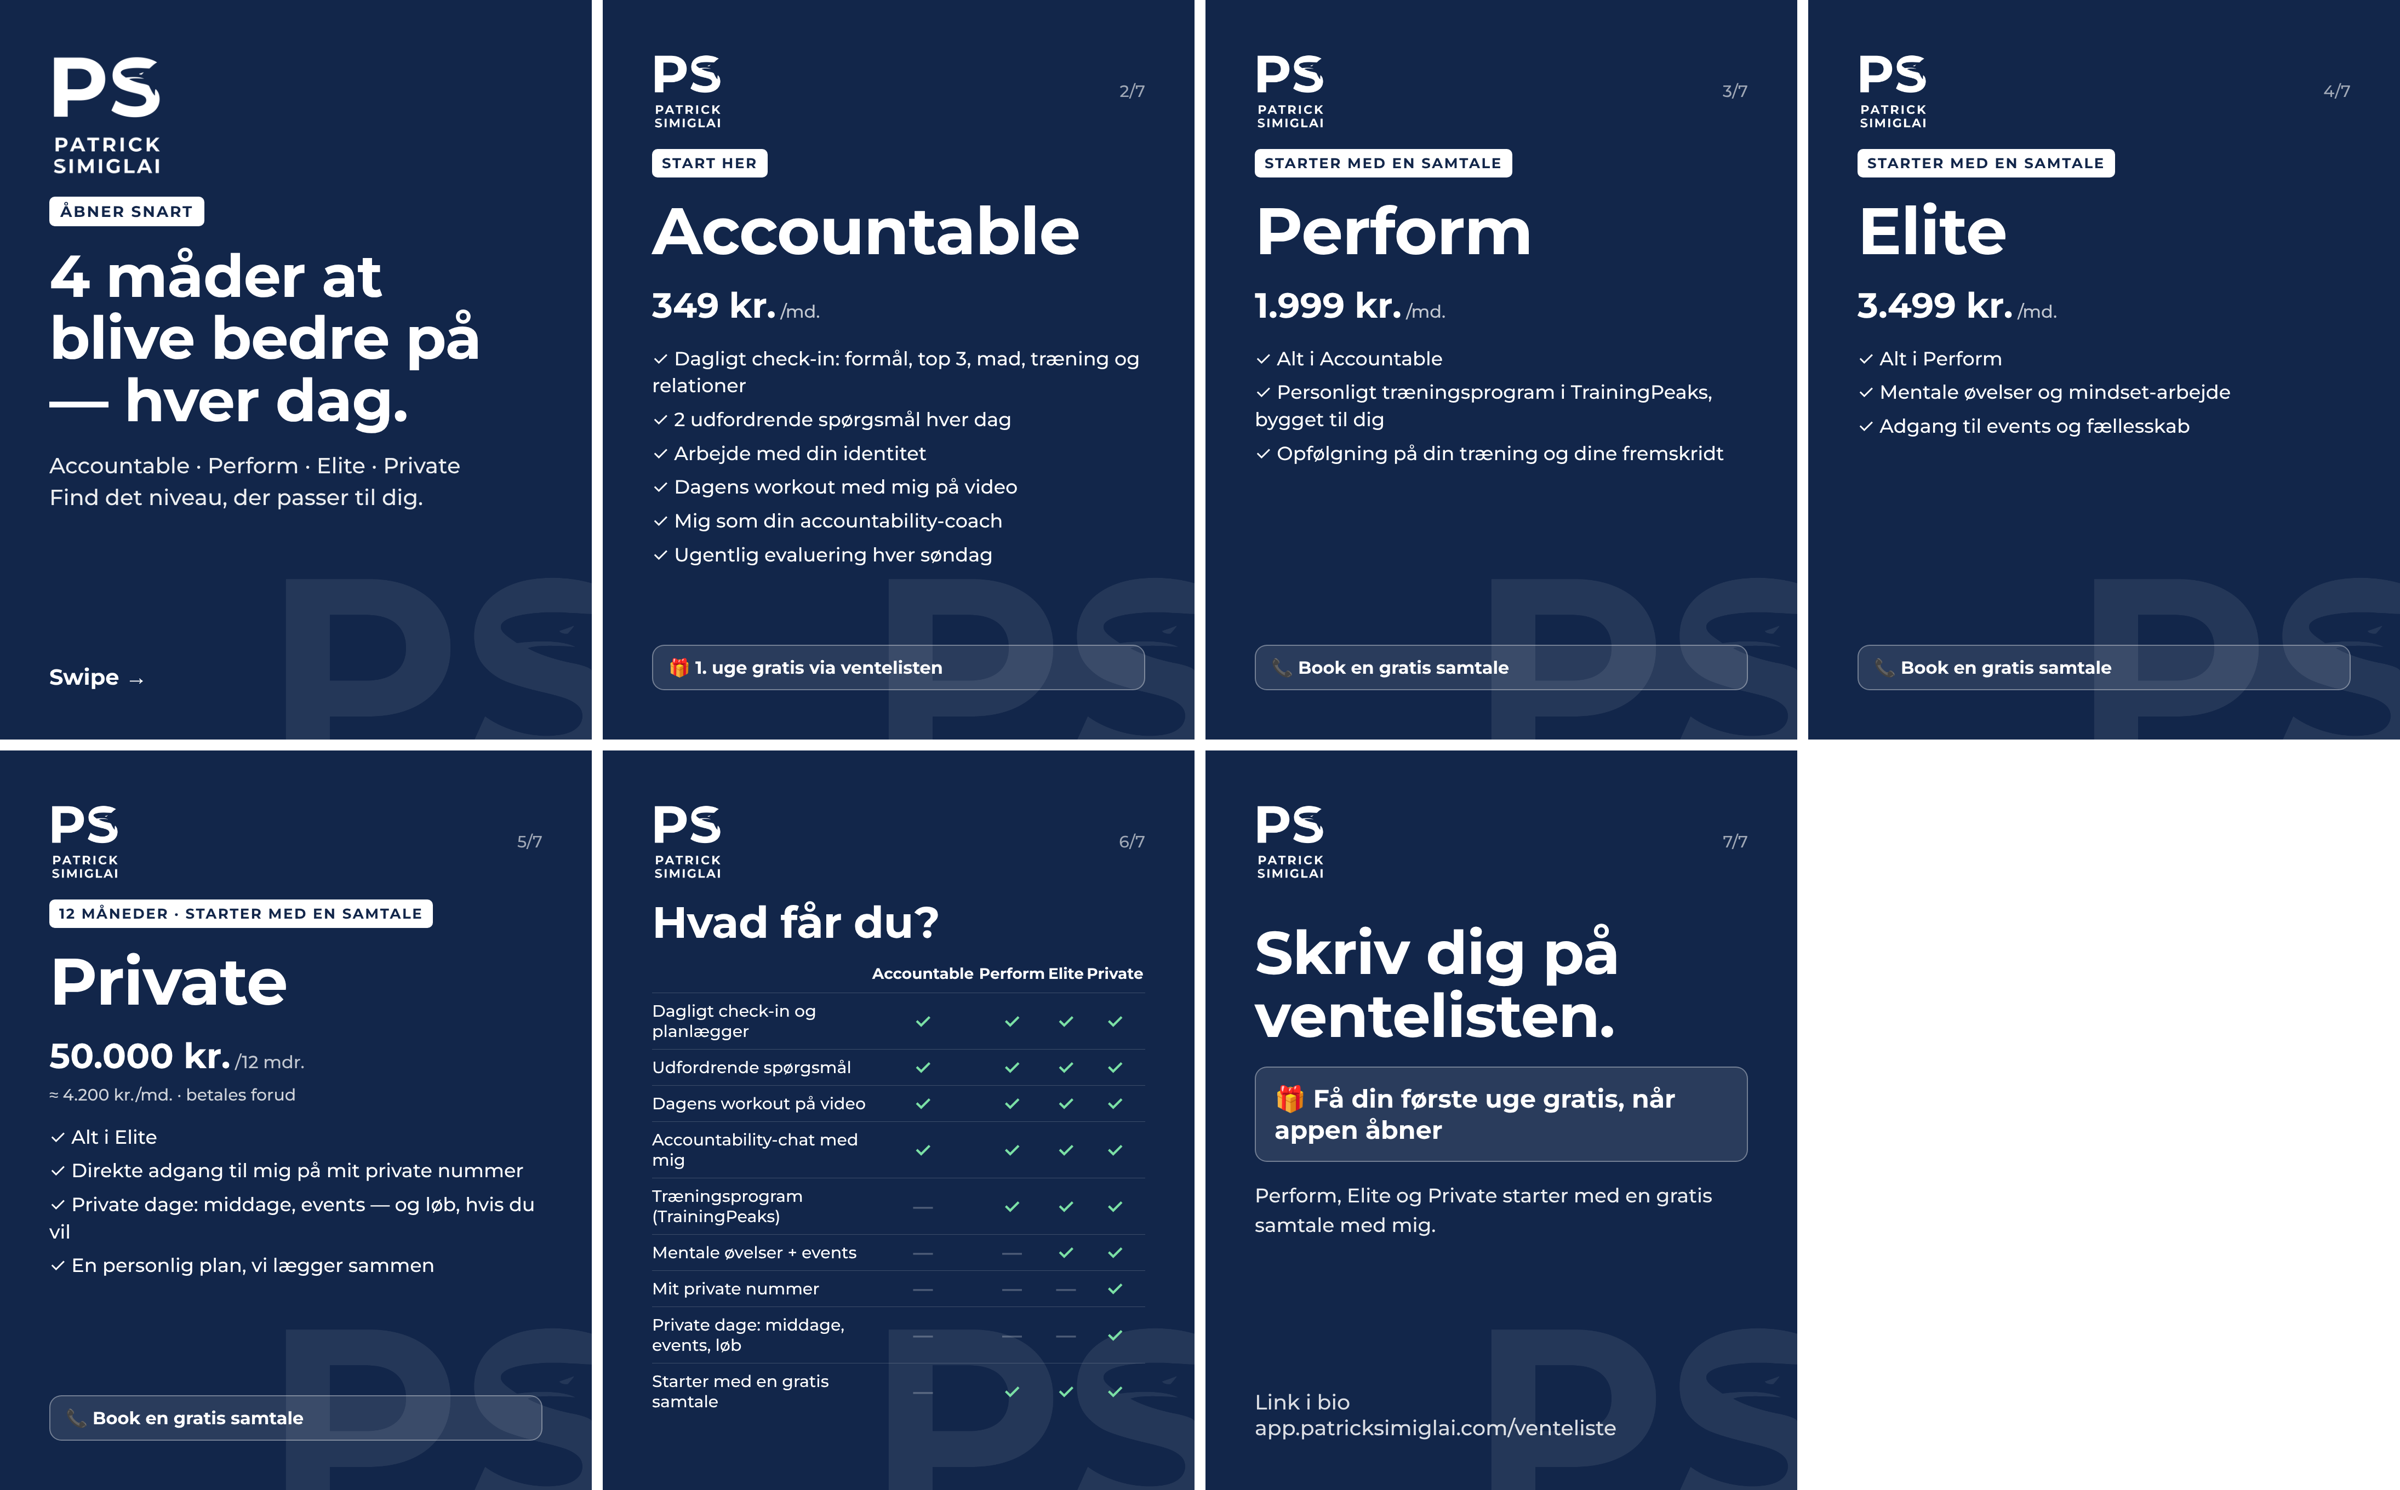 PS
PATRICK
SIMIGLAI
ÅBNER SNART
4 måder at
blive bedre på
— hver dag.
Accountable · Perform · Elite · Private
Find det niveau, der passer til dig.
Swipe →
PS
PS
PATRICK
SIMIGLAI
2/7
START HER
Accountable
349 kr. /md.
✓ Dagligt check-in: formål, top 3, mad, træning og
relationer
✓ 2 udfordrende spørgsmål hver dag
✓ Arbejde med din identitet
✓ Dagens workout med mig på video
✓ Mig som din accountability-coach
✓ Ugentlig evaluering hver søndag
🎁 1. uge gratis via ventelisten
PS
PS
PATRICK
SIMIGLAI
3/7
STARTER MED EN SAMTALE
Perform
1.999 kr. /md.
✓ Alt i Accountable
✓ Personligt træningsprogram i TrainingPeaks,
bygget til dig
✓ Opfølgning på din træning og dine fremskridt
📞 Book en gratis samtale
PS
PS
PATRICK
SIMIGLAI
4/7
STARTER MED EN SAMTALE
Elite
3.499 kr. /md.
✓ Alt i Perform
✓ Mentale øvelser og mindset-arbejde
✓ Adgang til events og fællesskab
📞 Book en gratis samtale
PS
PS
PATRICK
SIMIGLAI
5/7
12 MÅNEDER · STARTER MED EN SAMTALE
Private
50.000 kr. /12 mdr.
≈ 4.200 kr./md. · betales forud
✓ Alt i Elite
✓ Direkte adgang til mig på mit private nummer
✓ Private dage: middage, events — og løb, hvis du
vil
✓ En personlig plan, vi lægger sammen
📞 Book en gratis samtale
PS
PS
PATRICK
SIMIGLAI
6/7
Hvad får du?
Accountable Perform Elite Private
Dagligt check-in og
planlægger ✓ ✓ ✓ ✓
Udfordrende spørgsmål ✓ ✓ ✓ ✓
Dagens workout på video ✓ ✓ ✓ ✓
Accountability-chat med
mig ✓ ✓ ✓ ✓
Træningsprogram
(TrainingPeaks) — ✓ ✓ ✓
Mentale øvelser + events — — ✓ ✓
Mit private nummer — — — ✓
Private dage: middage,
events, løb — — — ✓
Starter med en gratis
samtale — ✓ ✓ ✓
PS
PS
PATRICK
SIMIGLAI
7/7
Skriv dig på
ventelisten.
🎁 Få din første uge gratis, når
appen åbner
Perform, Elite og Private starter med en gratis
samtale med mig.
Link i bio
app.patricksimiglai.com/venteliste
PS